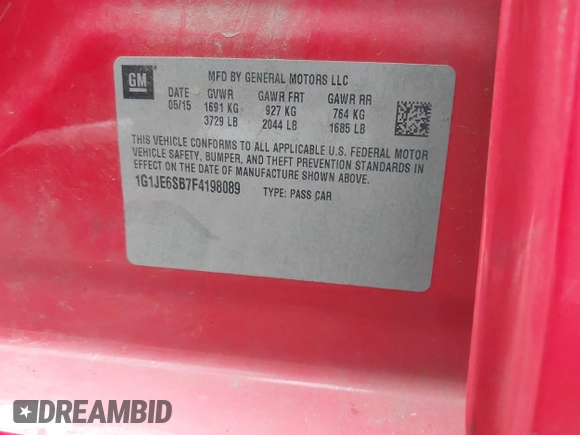 GM
MFD BY GENERAL MOTORS LLC
DATE GVWR GAWR FRT GAWR RR
05/15 1691 KG 927 KG 764 KG
3729 LB 2044 LB 1685 LB
THIS VEHICLE CONFORMS TO ALL APPLICABLE U.S. FEDERAL MOTOR
VEHICLE SAFETY, BUMPER, AND THEFT PREVENTION STANDARDS IN
EFFECT ON THE DATE OF MANUFACTURE SHOWN ABOVE.
1G1JE6SB7F4198089 TYPE: PASS CAR
DREAMBID